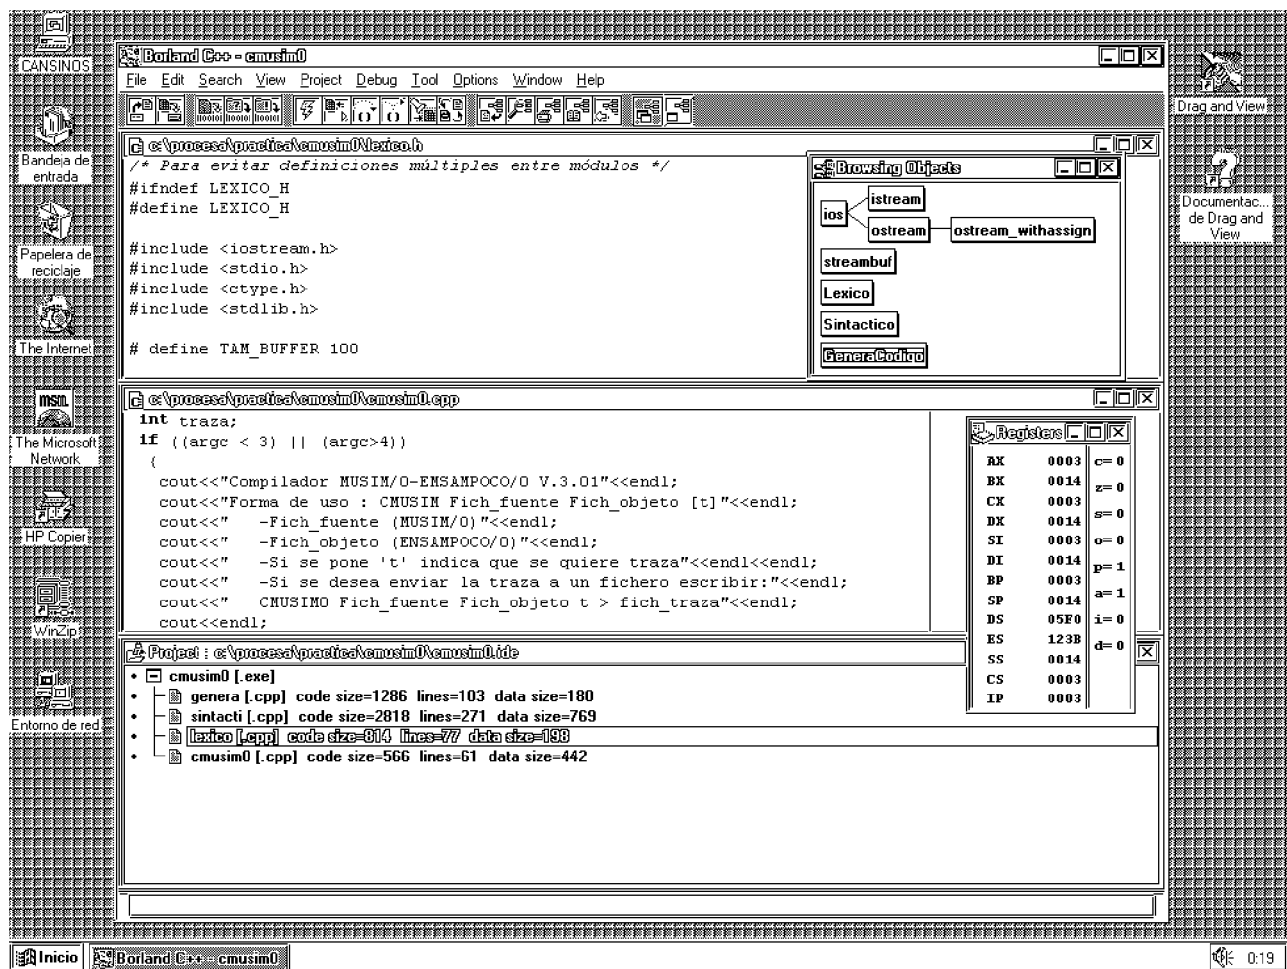 CANSINOS
Bandeja de
entrada
Papelera de
reciclaje
The Internet
msn.
The Microsoft
Network
HP Copier
WinZip
Entorno de red
Borland C++ - cmusim0
File Edit Search View Project Debug Tool Options Window Help
c:\procesa\practica\cmusim0\lexico.h
/* Para evitar definiciones múltiples entre módulos */
#ifndef LEXICO_H
#define LEXICO_H
#include <iostream.h>
#include <stdio.h>
#include <ctype.h>
#include <stdlib.h>
# define TAM_BUFFER 100
Browsing Objects
ios
istream
ostream
ostream_withassign
streambuf
Lexico
Sintactico
GeneraCodigo
c:\procesa\practica\cmusim0\cmusim0.cpp
int traza;
if ((argc < 3) || (argc>4))
{
cout<<"Compilador MUSIM/0-ENSAMPOCO/0 V.3.01"<<endl;
cout<<"Forma de uso : CMUSIM Fich_fuente Fich_objeto [t]"<<endl;
cout<<"   -Fich_fuente (MUSIM/0)"<<endl;
cout<<"   -Fich_objeto (ENSAMPOCO/0)"<<endl;
cout<<"   -Si se pone 't' indica que se quiere traza"<<endl<<endl;
cout<<"   -Si se desea enviar la traza a un fichero escribir:"<<endl;
cout<<"   CMUSIM0 Fich_fuente Fich_objeto t > fich_traza"<<endl;
cout<<endl;
Registers
AX 0003 c= 0
BX 0014 z= 0
CX 0003
DX 0014 s= 0
SI 0003 o= 0
DI 0014 p= 1
BP 0003
SP 0014 a= 1
DS 05F0 i= 0
ES 123B d= 0
SS 0014
CS 0003
IP 0003
Project : c:\procesa\practica\cmusim0\cmusim0.ide
cmusim0 [.exe]
genera [.cpp] code size=1286 lines=103 data size=180
sintacti [.cpp] code size=2818 lines=271 data size=769
lexico [.cpp] code size=814 lines=77 data size=198
cmusim0 [.cpp] code size=566 lines=61 data size=442
Drag and View
Documentac...
de Drag and
View
Inicio
Borland C++ - cmusim0
0:19